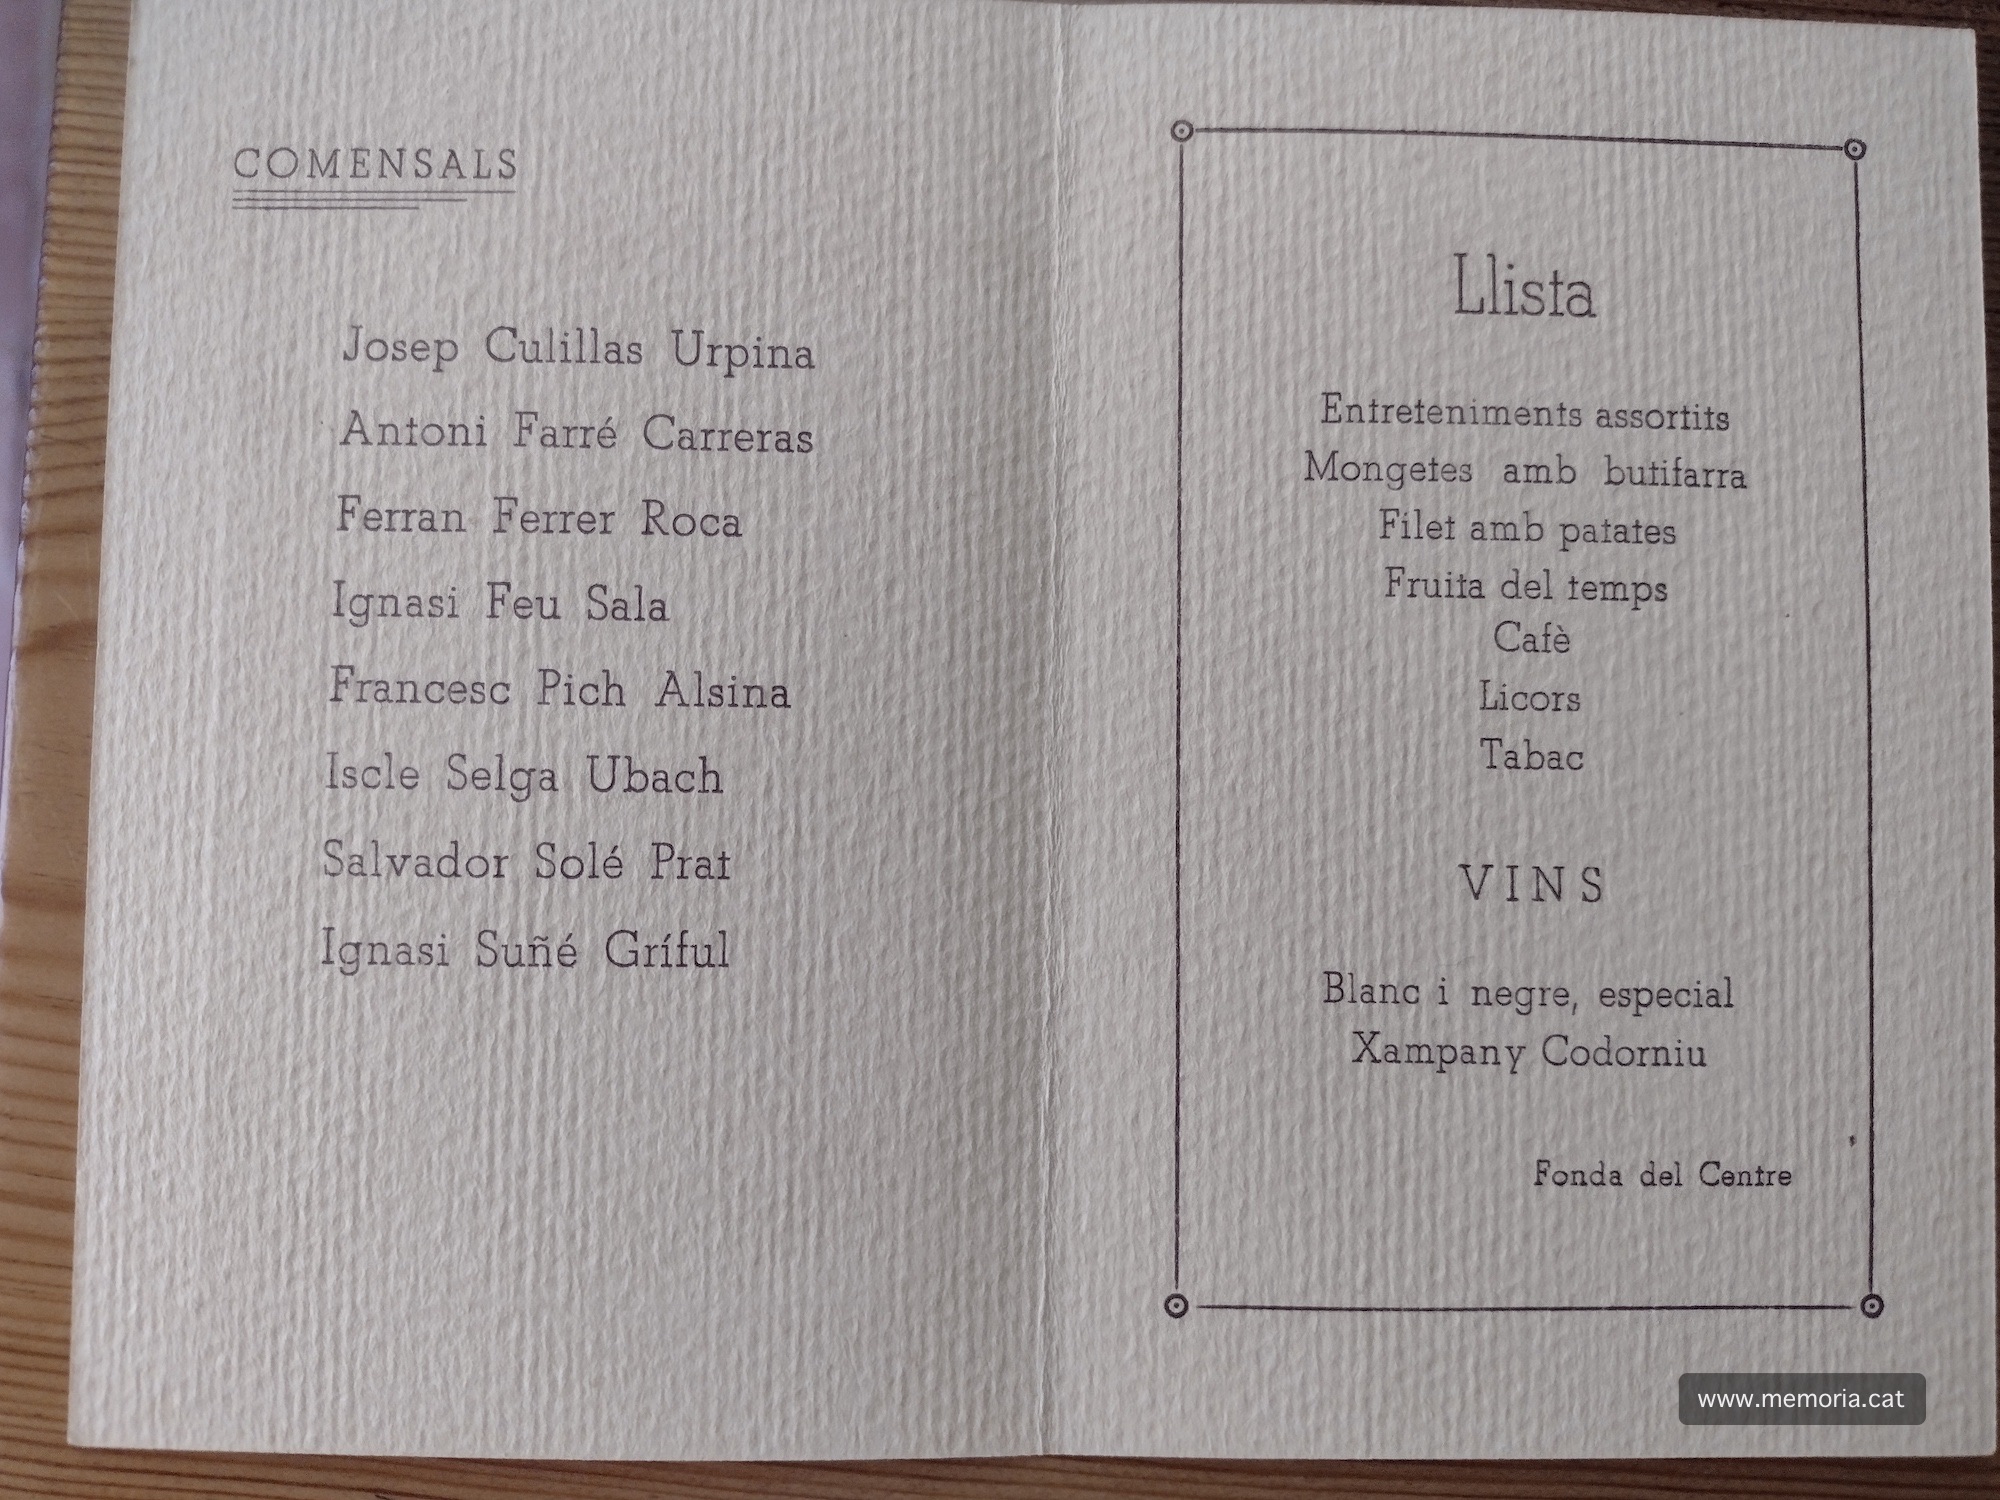 COMENSALS
Josep Culillas Urpina
Antoni Farré Carreras
Ferran Ferrer Roca
Ignasi Feu Sala
Francesc Pich Alsina
Iscle Selga Ubach
Salvador Solé Prat
Ignasi Suñé Gríful
Llista
Entreteniments assortits
Mongetes amb butifarra
Filet amb patates
Fruita del temps
Cafè
Licors
Tabac
VINS
Blanc i negre, especial
Xampany Codorniu
Fonda del Centre
www.memoria.cat